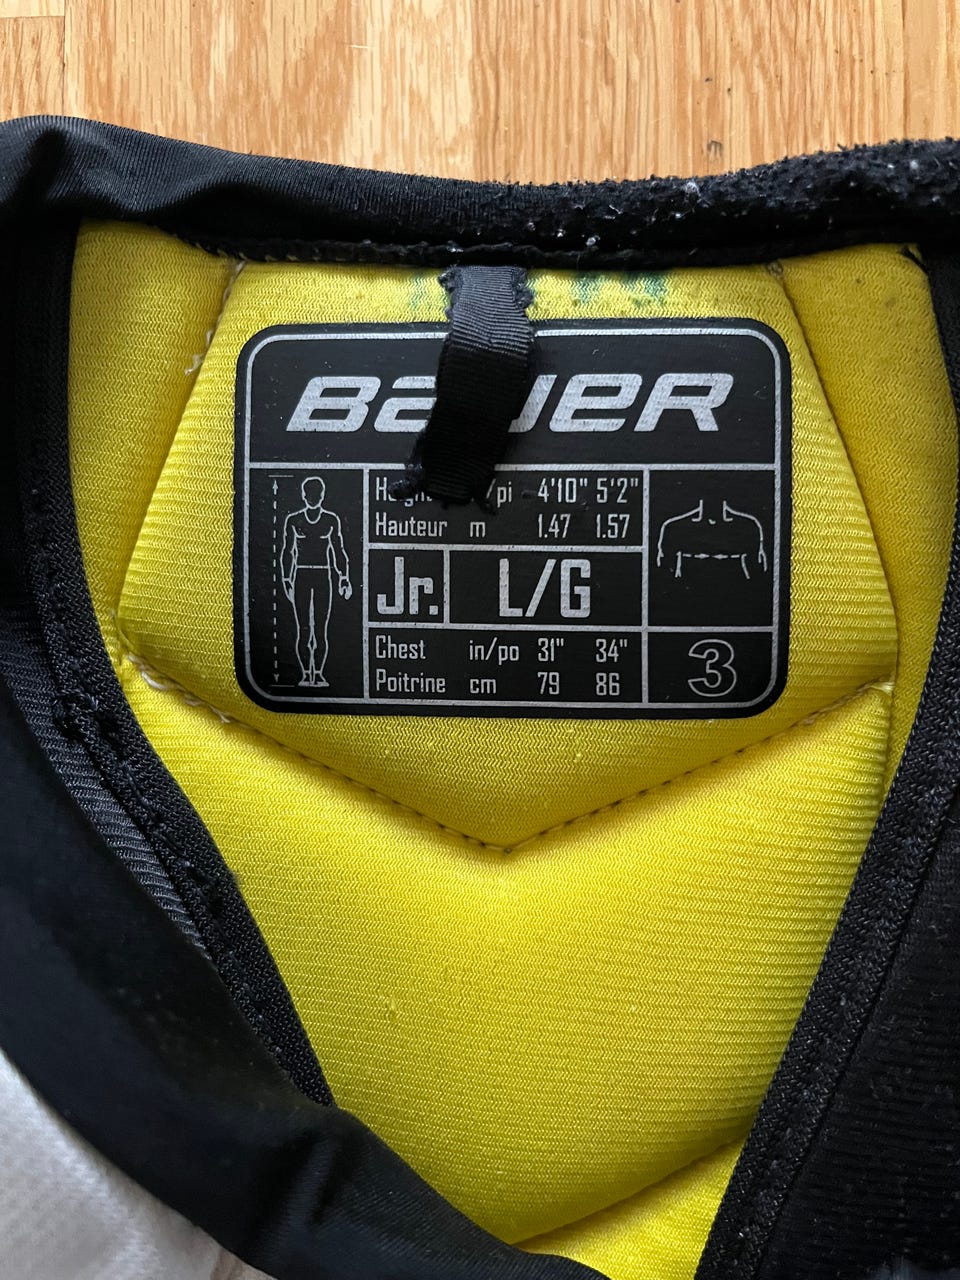 BAUER
pi 4'10" 5'2"
Hauteur m 1.47 1.57
Jr. L/G
Chest in/po 31" 34"
Poitrine cm 79 86
3